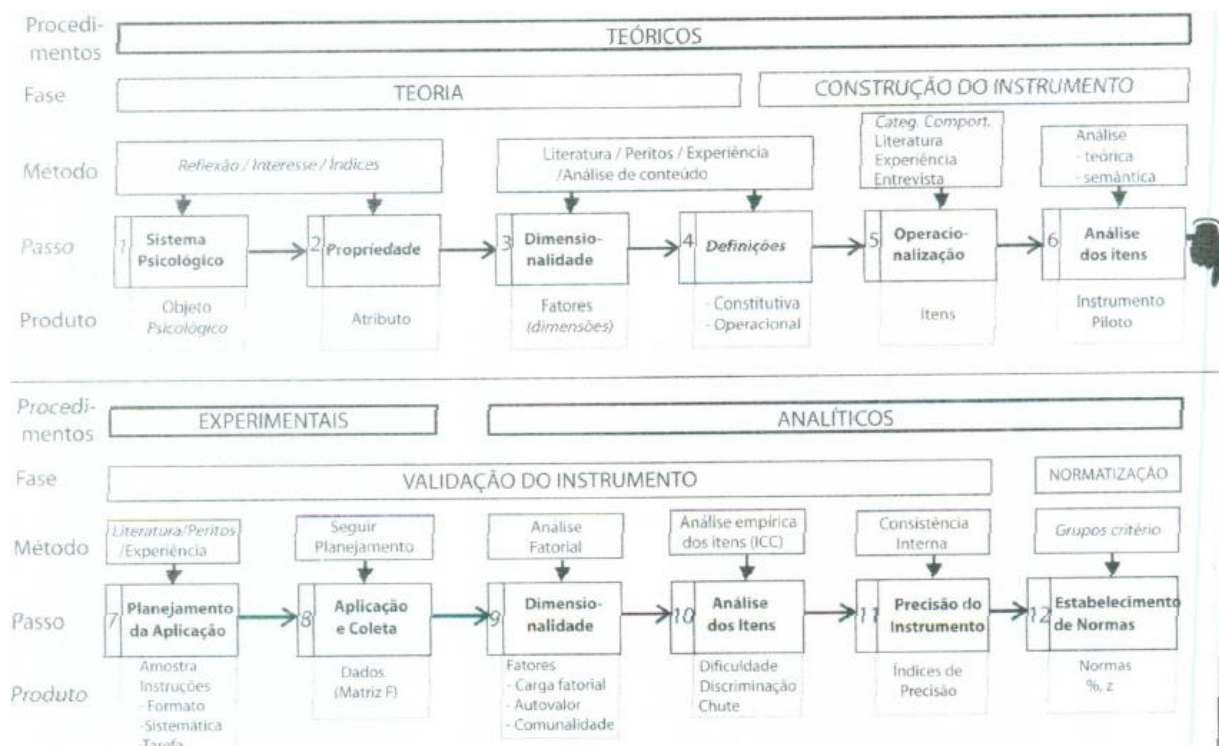 Procedi-
mentos
TEÓRICOS
Fase
TEORIA
CONSTRUÇÃO DO INSTRUMENTO
Método
Reflexão / Interesse / Índices
Literatura / Peritos / Experiência
/Análise de conteúdo
Categ. Comport.
Literatura
Experiência
Entrevista
Análise
- teórica
- semântica
Passo
1
Sistema
Psicológico
2
Propriedade
3
Dimensio-
nalidade
4
Definições
5
Operacio-
nalização
6
Análise
dos itens
Produto
Objeto
Psicológico
Atributo
Fatores
(dimensões)
- Constitutiva
- Operacional
Itens
Instrumento
Piloto
Procedi-
mentos
EXPERIMENTAIS
ANALÍTICOS
Fase
VALIDAÇÃO DO INSTRUMENTO
NORMATIZAÇÃO
Método
Literatura/Peritos
/Experiência
Seguir
Planejamento
Análise
Fatorial
Análise empírica
dos itens (ICC)
Consistência
Interna
Grupos critério
Passo
7
Planejamento
da Aplicação
8
Aplicação
e Coleta
9
Dimensio-
nalidade
10
Análise
dos Itens
11
Precisão do
Instrumento
12
Estabelecimento
de Normas
Produto
Amostra
Instruções
- Formato
-Sistemática
-Tarefa
Dados
(Matriz F)
Fatores
- Carga fatorial
- Autovalor
- Comunalidade
Dificuldade
Discriminação
Chute
Índices de
Precisão
Normas
%, z